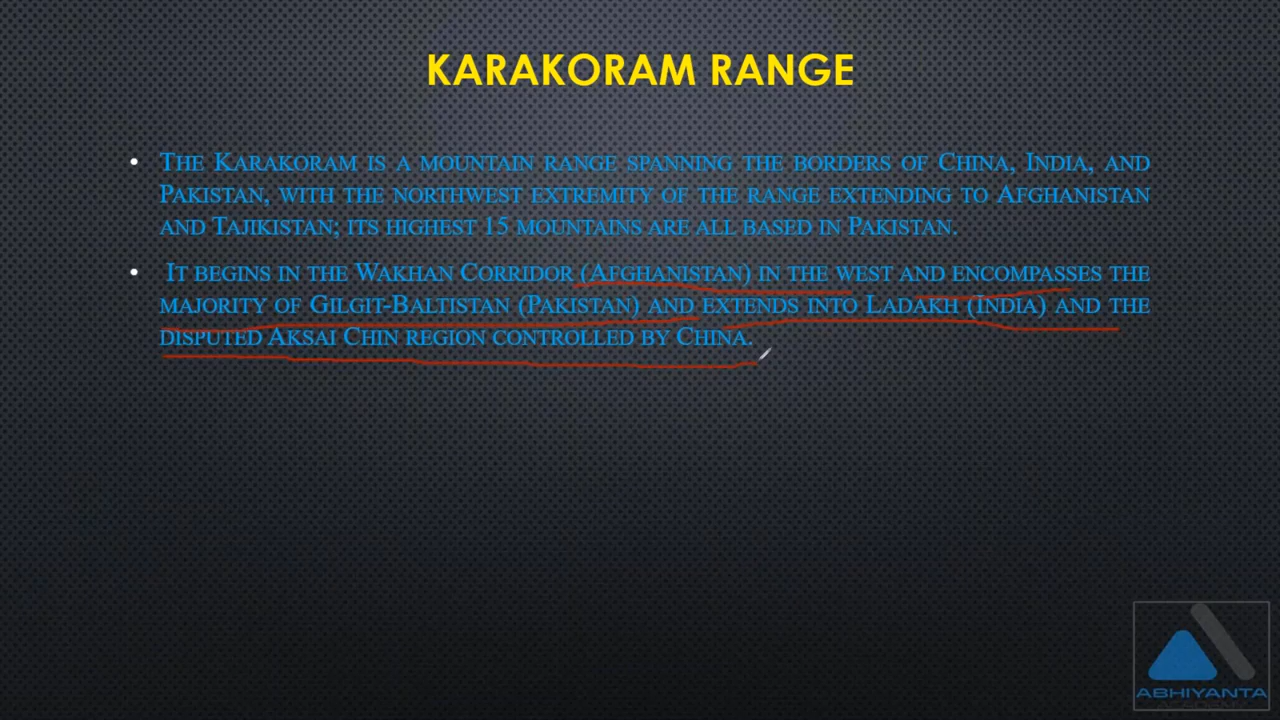 KARAKORAM RANGE
• THE KARAKORAM IS A MOUNTAIN RANGE SPANNING THE BORDERS OF CHINA, INDIA, AND
PAKISTAN, WITH THE NORTHWEST EXTREMITY OF THE RANGE EXTENDING TO AFGHANISTAN
AND TAJIKISTAN; ITS HIGHEST 15 MOUNTAINS ARE ALL BASED IN PAKISTAN.
• IT BEGINS IN THE WAKHAN CORRIDOR (AFGHANISTAN) IN THE WEST AND ENCOMPASSES THE
MAJORITY OF GILGIT-BALTISTAN (PAKISTAN) AND EXTENDS INTO LADAKH (INDIA) AND THE
DISPUTED AKSAI CHIN REGION CONTROLLED BY CHINA.
ABHIYANTA
ACADEMY